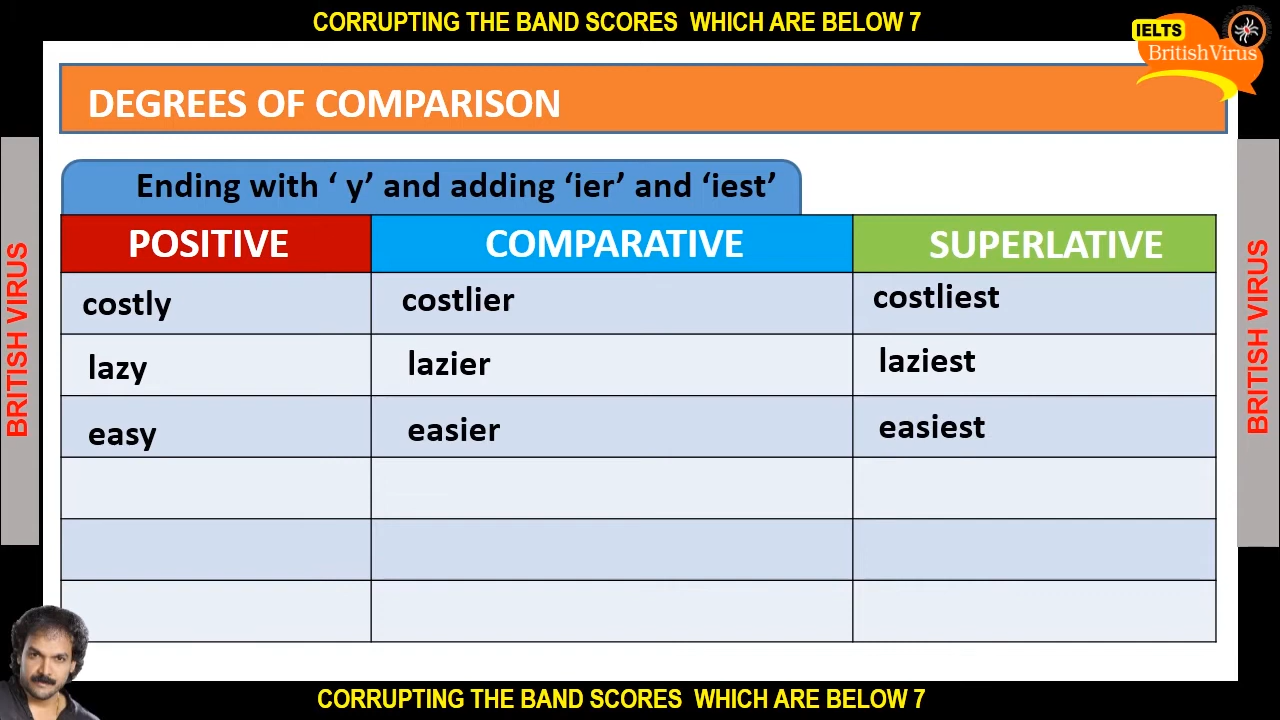 CORRUPTING THE BAND SCORES WHICH ARE BELOW 7
IELTS
BritishVirus
DEGREES OF COMPARISON
Ending with ‘ y’ and adding ‘ier’ and ‘iest’
POSITIVE COMPARATIVE SUPERLATIVE
costly costlier costliest
lazy lazier laziest
easy easier easiest
BRITISH VIRUS
BRITISH VIRUS
CORRUPTING THE BAND SCORES WHICH ARE BELOW 7